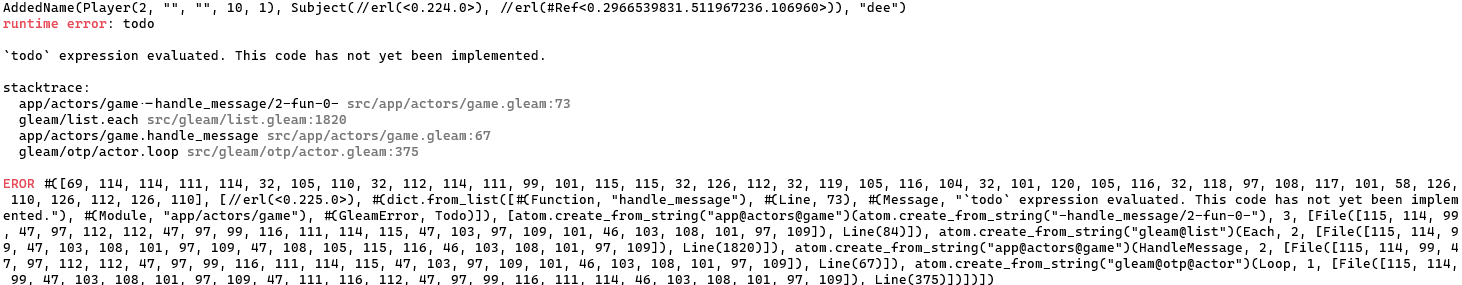 AddedName(Player(2, "", "", 10, 1), Subject(//erl(<0.224.0>), //erl(#Ref<0.2966539831.511967236.106960>)), "dee")
runtime error: todo
`todo` expression evaluated. This code has not yet been implemented.
stacktrace:
app/actors/game.-handle_message/2-fun-0- src/app/actors/game.gleam:73
gleam/list.each src/gleam/list.gleam:1820
app/actors/game.handle_message src/app/actors/game.gleam:67
gleam/otp/actor.loop src/gleam/otp/actor.gleam:375
EROR #([69, 114, 114, 111, 114, 32, 105, 110, 32, 112, 114, 111, 99, 101, 115, 115, 32, 126, 112, 32, 119, 105, 116, 104, 32, 101, 120, 105, 116, 32, 118, 97, 108, 117, 101, 58, 126,
110, 126, 112, 126, 110], [//erl(<0.225.0>), #(dict.from_list([#(Function, "handle_message"), #(Line, 73), #(Message, "`todo` expression evaluated. This code has not yet been implem
ented."), #(Module, "app/actors/game"), #(GleamError, Todo)]), [atom.create_from_string("app@actors@game")(atom.create_from_string("-handle_message/2-fun-0-"), 3, [File([115, 114, 99
, 47, 97, 112, 112, 47, 97, 99, 116, 111, 114, 115, 47, 103, 97, 109, 101, 46, 103, 108, 101, 97, 109]), Line(84)]), atom.create_from_string("gleam@list")(Each, 2, [File([115, 114, 9
9, 47, 103, 108, 101, 97, 109, 47, 108, 105, 115, 116, 46, 103, 108, 101, 97, 109]), Line(1820)]), atom.create_from_string("app@actors@game")(HandleMessage, 2, [File([115, 114, 99, 4
7, 97, 112, 112, 47, 97, 99, 116, 111, 114, 115, 47, 103, 97, 109, 101, 46, 103, 108, 101, 97, 109]), Line(67)]), atom.create_from_string("gleam@otp@actor")(Loop, 1, [File([115, 114,
99, 47, 103, 108, 101, 97, 109, 47, 111, 116, 112, 47, 97, 99, 116, 111, 114, 46, 103, 108, 101, 97, 109]), Line(375)])])])